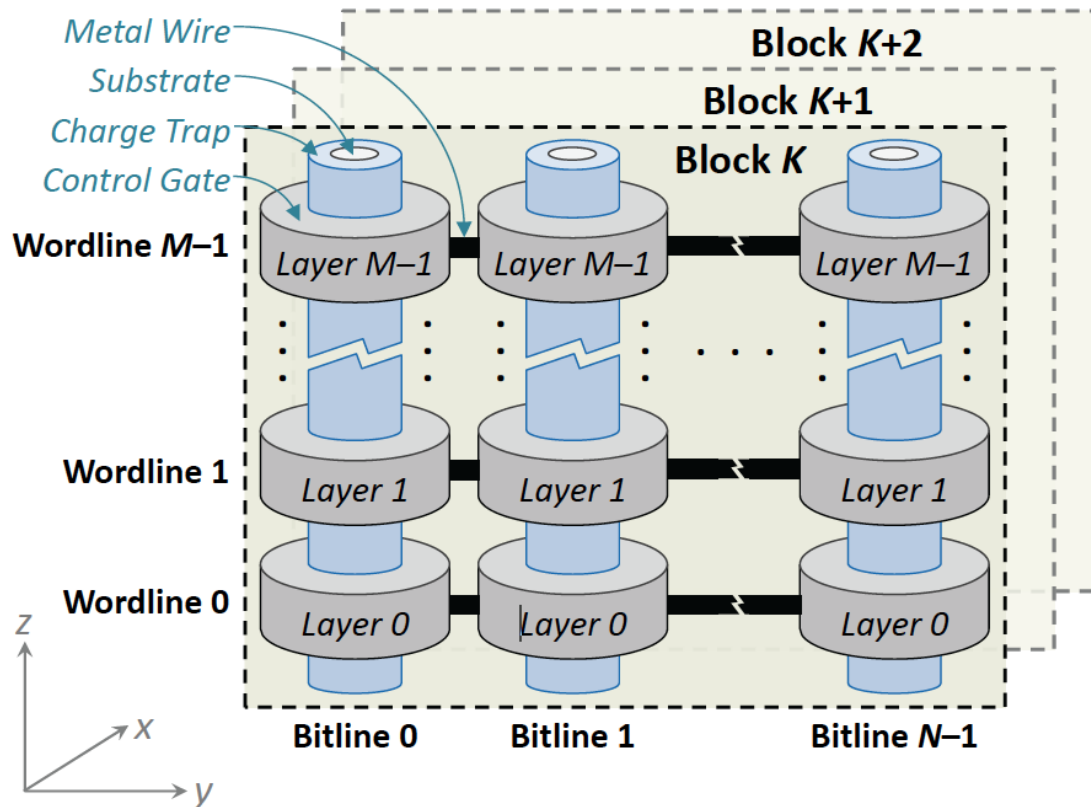 Metal Wire
Substrate
Charge Trap
Control Gate
Block K+2
Block K+1
Block K
Wordline M–1
Layer M–1
Layer M–1
Layer M–1
. . .
Wordline 1
Layer 1
Layer 1
Layer 1
Wordline 0
Layer 0
Layer 0
Layer 0
z
x
y
Bitline 0
Bitline 1
Bitline N–1